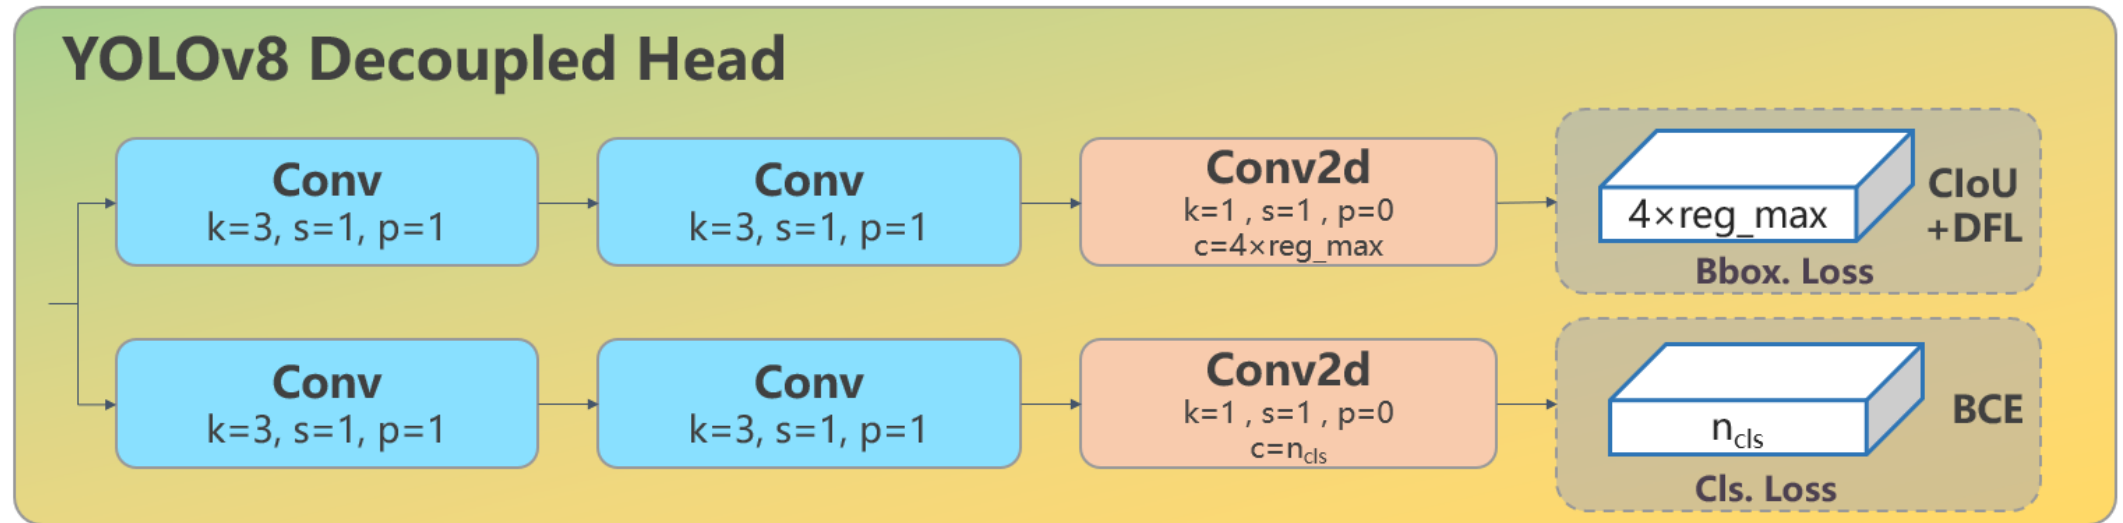 YOLOv8 Decoupled Head
Conv
k=3, s=1, p=1
Conv
k=3, s=1, p=1
Conv2d
k=1 , s=1 , p=0
c=4×reg_max
4×reg_max
CIoU
+DFL
Bbox. Loss
Conv
k=3, s=1, p=1
Conv
k=3, s=1, p=1
Conv2d
k=1 , s=1 , p=0
c=n_cls
n_cls
BCE
Cls. Loss